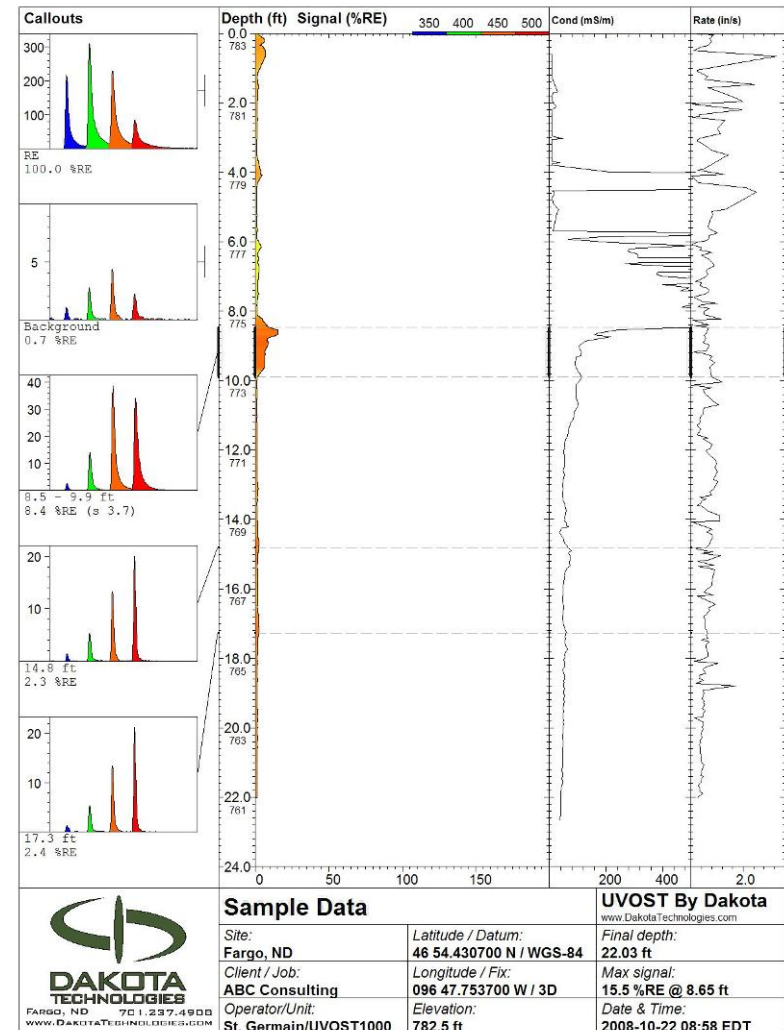 Callouts
Depth (ft) Signal (%RE) 350 400 450 500
Cond (mS/m)
Rate (in/s)
300
200
100
RE
100.0 %RE
5
Background
0.7 %RE
40
30
20
10
8.5 - 9.9 ft
8.4 %RE (s 3.7)
20
10
14.8 ft
2.3 %RE
20
10
17.3 ft
2.4 %RE
0.0
783
2.0
781
4.0
779
6.0
777
8.0
775
10.0
773
12.0
771
14.0
769
16.0
767
18.0
765
20.0
763
22.0
761
24.0
0 50 100 150
200 400
2.0
DAKOTA
TECHNOLOGIES
FARGO, ND 701.237.4908
WWW.DAKOTATECHNOLOGIES.COM
Sample Data
UVOST By Dakota
www.DakotaTechnologies.com
Site:
Fargo, ND
Latitude / Datum:
46 54.430700 N / WGS-84
Final depth:
22.03 ft
Client / Job:
ABC Consulting
Longitude / Fix:
096 47.753700 W / 3D
Max signal:
15.5 %RE @ 8.65 ft
Operator/Unit:
St. Germain/UVOST1000
Elevation:
782.5 ft
Date & Time:
2008-10-22 08:58 EDT